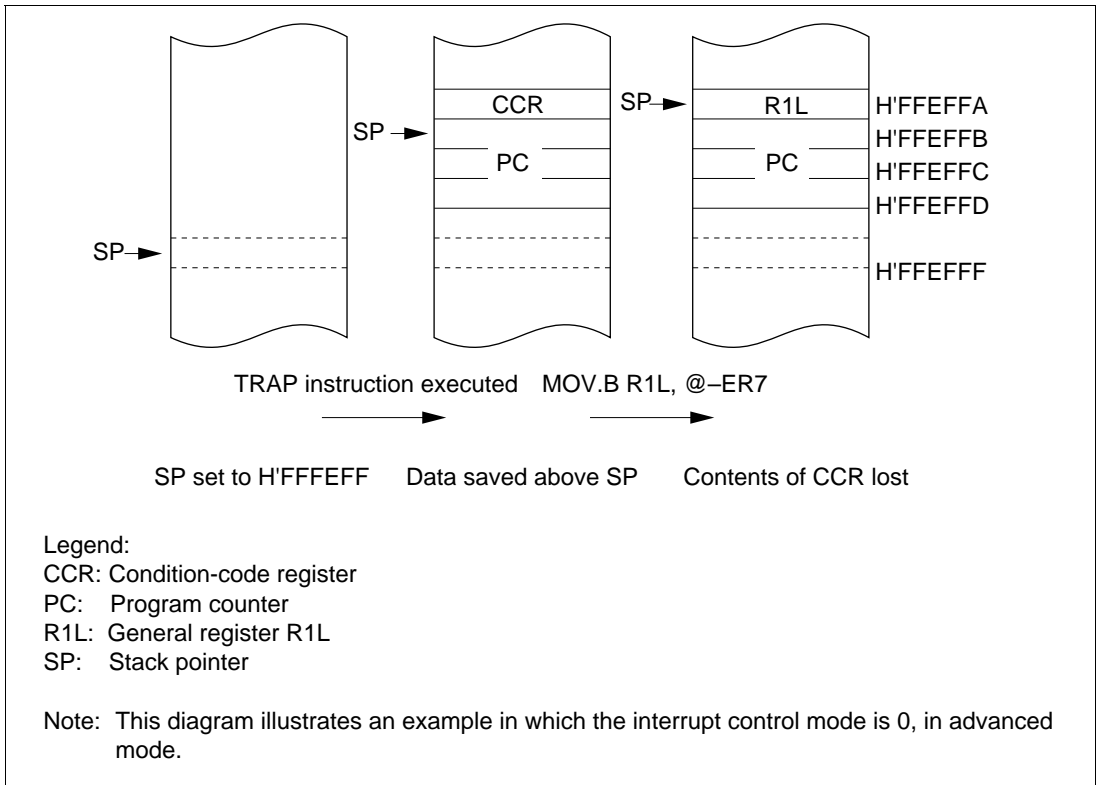 CCR
SP
R1L
H'FFEFFA
SP
H'FFEFFB
PC
PC
H'FFEFFC
H'FFEFFD
SP
H'FFEFFF
TRAP instruction executed
MOV.B R1L, @–ER7
SP set to H'FFFEFF
Data saved above SP
Contents of CCR lost
Legend:
CCR: Condition-code register
PC: Program counter
R1L: General register R1L
SP: Stack pointer
Note: This diagram illustrates an example in which the interrupt control mode is 0, in advanced
mode.